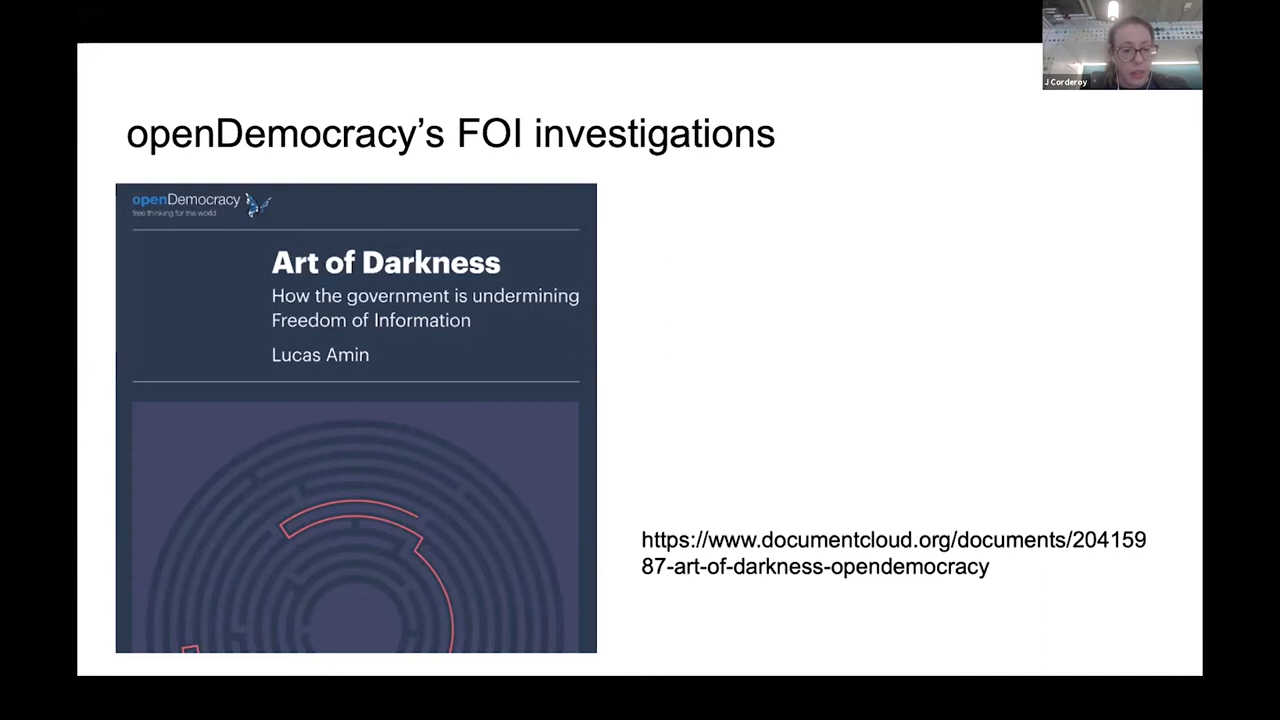 J Corderoy
openDemocracy's FOI investigations
openDemocracy
free thinking for the world
Art of Darkness
How the government is undermining
Freedom of Information
Lucas Amin
https://www.documentcloud.org/documents/204159
87-art-of-darkness-opendemocracy